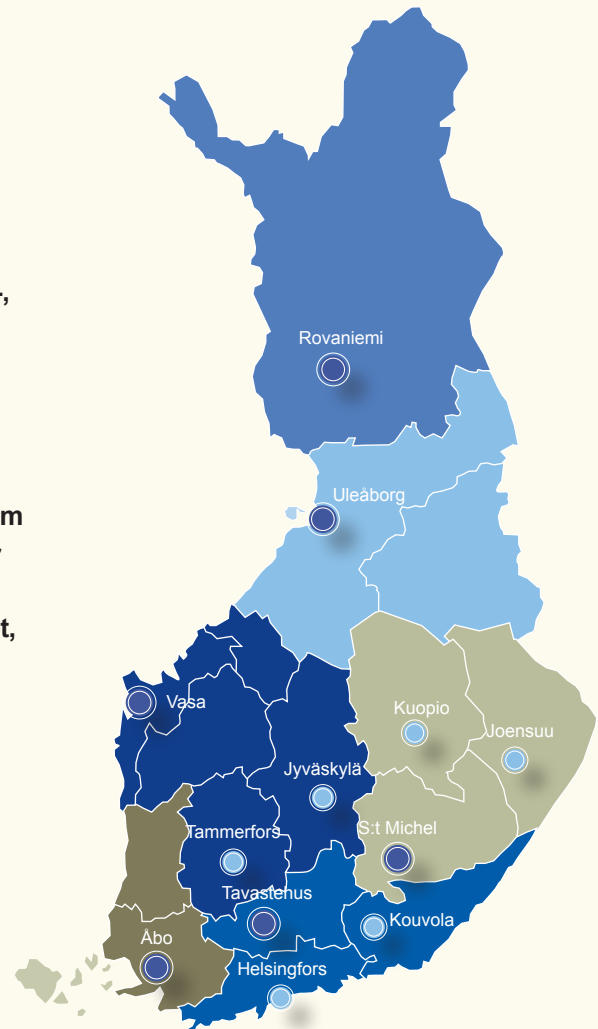 ,
Rovaniemi
Uleåborg
m
t,
Vasa
Kuopio
Joensuu
Jyväskylä
Tammerfors
S:t Michel
Tavastehus
Kouvola
Åbo
Helsingfors